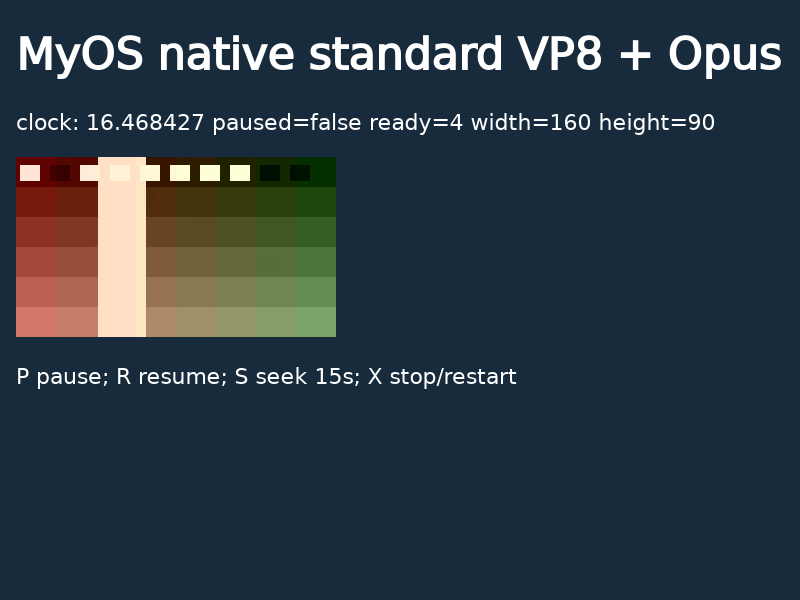 MyOS native standard VP8 + Opus
clock: 16.468427 paused=false ready=4 width=160 height=90
P pause; R resume; S seek 15s; X stop/restart